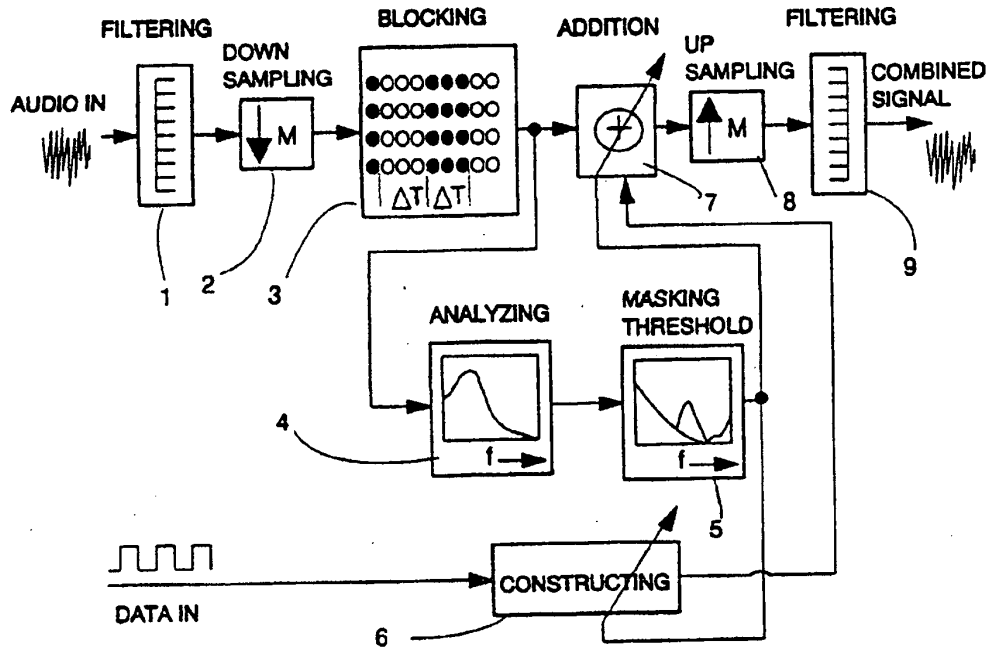 FILTERING
DOWN
SAMPLING
BLOCKING
ADDITION
UP
SAMPLING
FILTERING
AUDIO IN
COMBINED
SIGNAL
M
M
ΔT ΔT
1
2
3
7
8
9
ANALYZING
MASKING
THRESHOLD
f
f
4
5
CONSTRUCTING
DATA IN
6